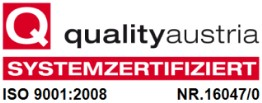 Q qualityaustria
SYSTEMZERTIFIZIERT
ISO 9001:2008 NR.16047/0